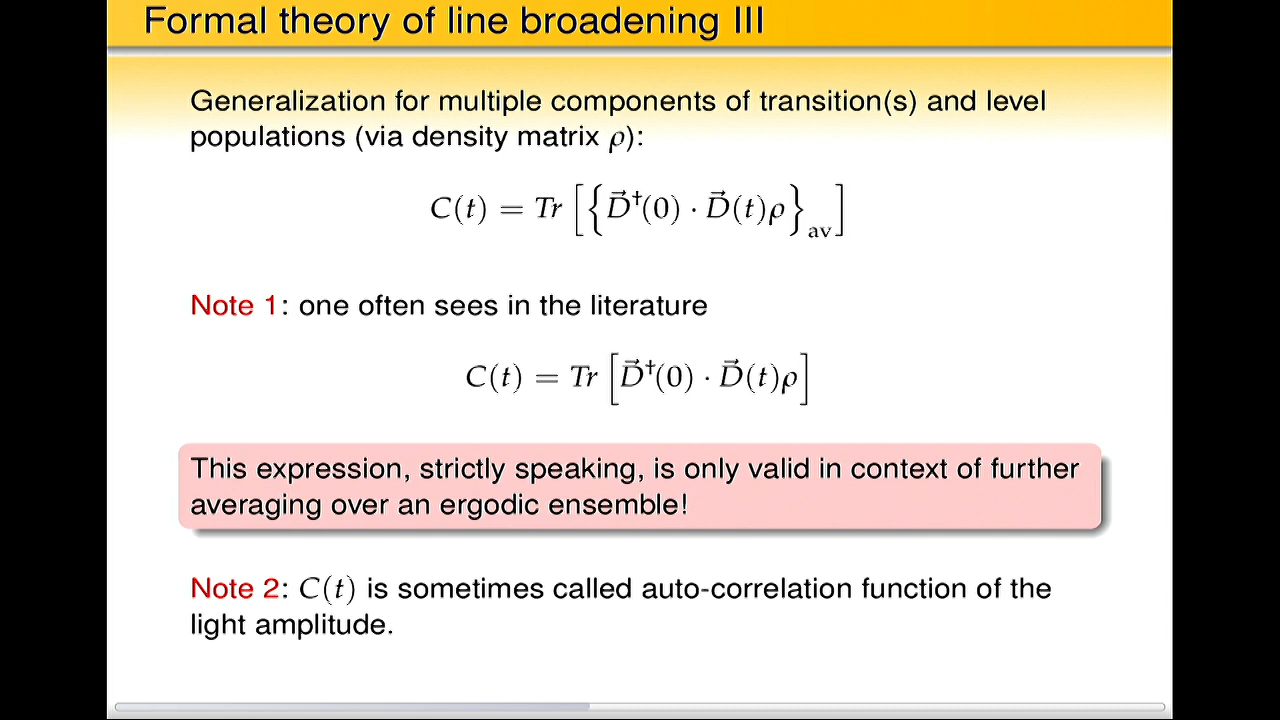 Formal theory of line broadening III
Generalization for multiple components of transition(s) and level
populations (via density matrix ρ):
C(t) = Tr [{D⃗†(0) · D⃗(t)ρ}av]
Note 1: one often sees in the literature
C(t) = Tr [D⃗†(0) · D⃗(t)ρ]
This expression, strictly speaking, is only valid in context of further
averaging over an ergodic ensemble!
Note 2: C(t) is sometimes called auto-correlation function of the
light amplitude.